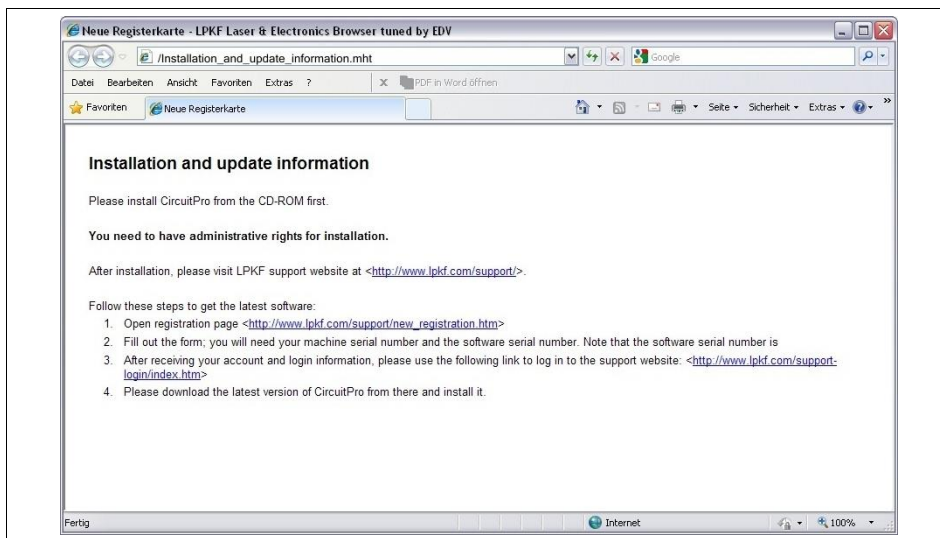 Neue Registerkarte - LPKF Laser & Electronics Browser tuned by EDV
/Installation_and_update_information.mht
Google
Datei Bearbeiten Ansicht Favoriten Extras ?
PDF in Word öffnen
Favoriten
Neue Registerkarte
Seite
Sicherheit
Extras
Installation and update information
Please install CircuitPro from the CD-ROM first.
You need to have administrative rights for installation.
After installation, please visit LPKF support website at <http://www.lpkf.com/support/>.
Follow these steps to get the latest software:
1. Open registration page <http://www.lpkf.com/support/new_registration.htm>
2. Fill out the form; you will need your machine serial number and the software serial number. Note that the software serial number is
3. After receiving your account and login information, please use the following link to log in to the support website: <http://www.lpkf.com/support-
login/index.htm>
4. Please download the latest version of CircuitPro from there and install it.
Fertig
Internet
100%